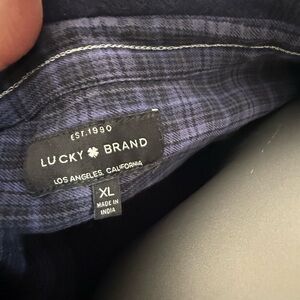 EST.1990
LUCKY BRAND
LOS ANGELES, CALIFORNIA
XL
MADE IN
INDIA